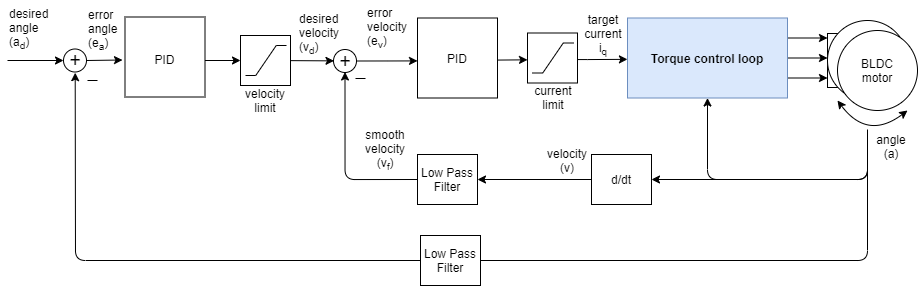 desired
angle
(a_d)
error
angle
(e_a)
PID
velocity
limit
desired
velocity
(v_d)
error
velocity
(e_v)
PID
current
limit
target
current
i_q
Torque control loop
BLDC
motor
angle
(a)
smooth
velocity
(v_f)
Low Pass
Filter
velocity
(v)
d/dt
Low Pass
Filter
+
−
+
−